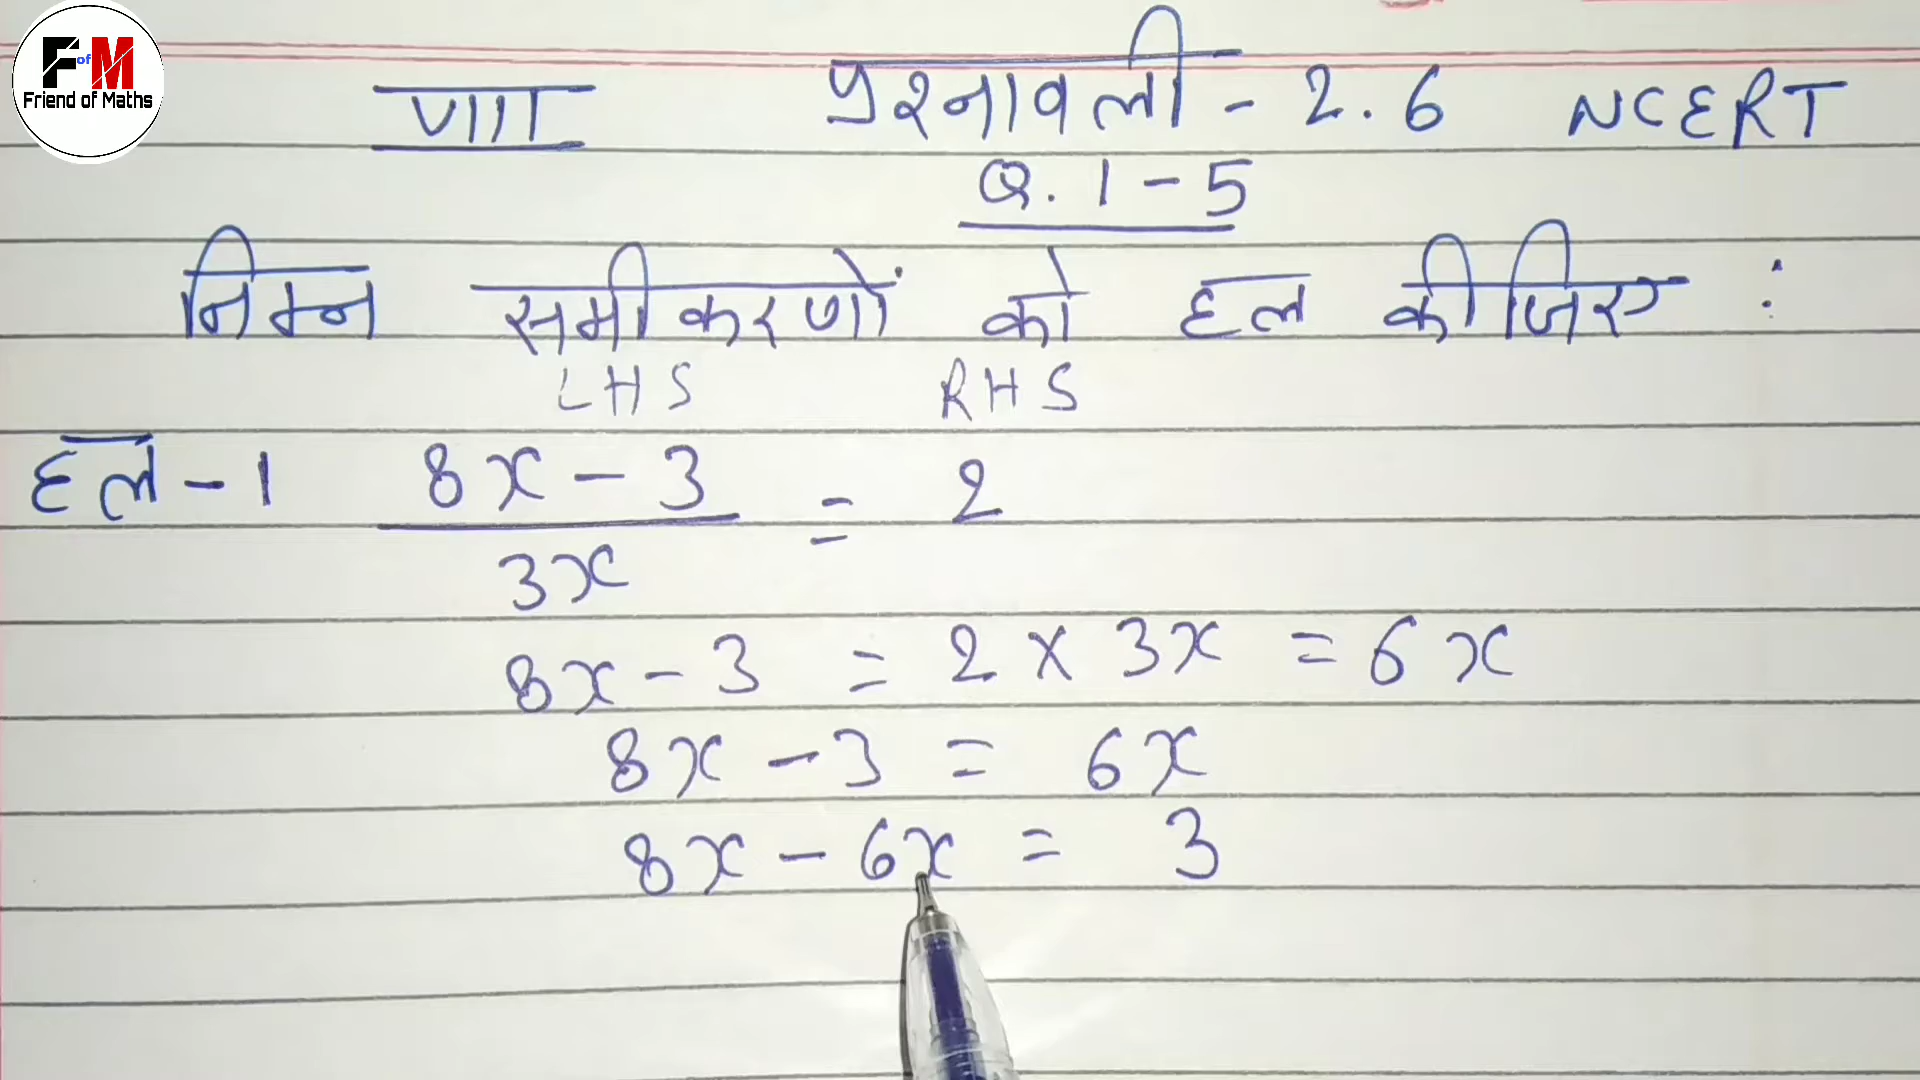 F of M
Friend of Maths
VIII प्रश्नावली - 2.6 NCERT
Q. 1 - 5
निम्न समीकरणों को हल कीजिए :
LHS RHS
हल - 1 8x - 3 / 3x = 2
8x - 3 = 2 × 3x = 6x
8x - 3 = 6x
8x - 6x = 3